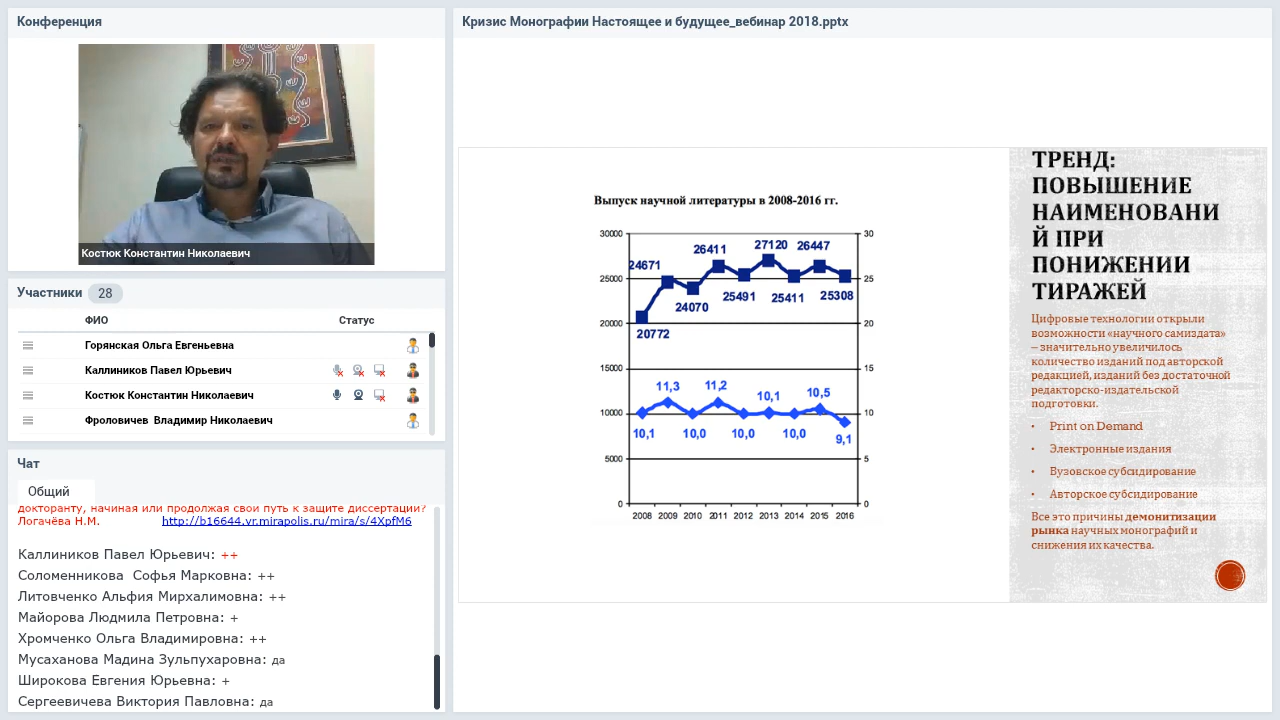 Конференция
Костюк Константин Николаевич
Участники 28
ФИО Статус
Горянская Ольга Евгеньевна
Каллиников Павел Юрьевич
Костюк Константин Николаевич
Фроловичев Владимир Николаевич
Чат
Общий
докторанту, начиная или продолжая свой путь к защите диссертации?
Логачёва Н.М. http://b16644.vr.mirapolis.ru/mira/s/4XpfM6
Каллиников Павел Юрьевич: ++
Соломенникова Софья Марковна: ++
Литовченко Альфия Мирхалимовна: ++
Майорова Людмила Петровна: +
Хромченко Ольга Владимировна: ++
Мусаханова Мадина Зульпухаровна: да
Широкова Евгения Юрьевна: +
Сергеевичева Виктория Павловна: да
Кризис Монографии Настоящее и будущее_вебинар 2018.pptx
Выпуск научной литературы в 2008-2016 гг.
30000 30
27120
26411 26447
24671
25000 25
25491 25411 25308
24070
20000 20
20772
15000 15
11,3 11,2 10,1 10,5
10000 10
10,1 10,0 10,0 10,0 9,1
5000 5
0 0
2008 2009 2010 2011 2012 2013 2014 2015 2016
ТРЕНД:
ПОВЫШЕНИЕ
НАИМЕНОВАНИ
Й ПРИ
ПОНИЖЕНИИ
ТИРАЖЕЙ
Цифровые технологии открыли
возможности «научного самиздата»
– значительно увеличилось
количество изданий под авторской
редакцией, изданий без достаточной
редакторско-издательской
подготовки.
• Print on Demand
• Электронные издания
• Вузовское субсидирование
• Авторское субсидирование
Все это причины демонитизации
рынка научных монографий и
снижения их качества.